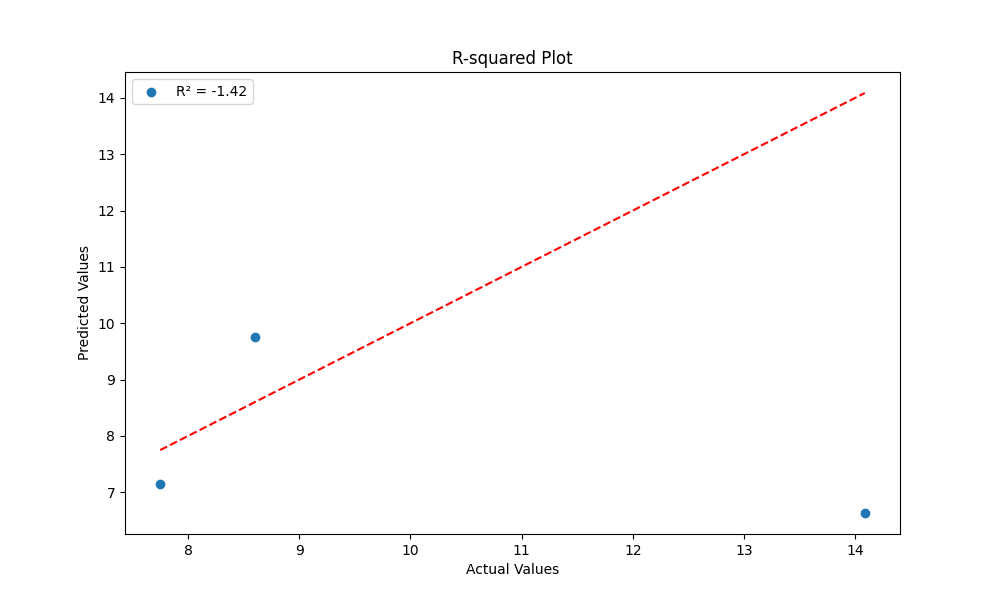 R-squared Plot
R² = -1.42
14
13
12
11
10
9
8
7
Predicted Values
8 9 10 11 12 13 14
Actual Values